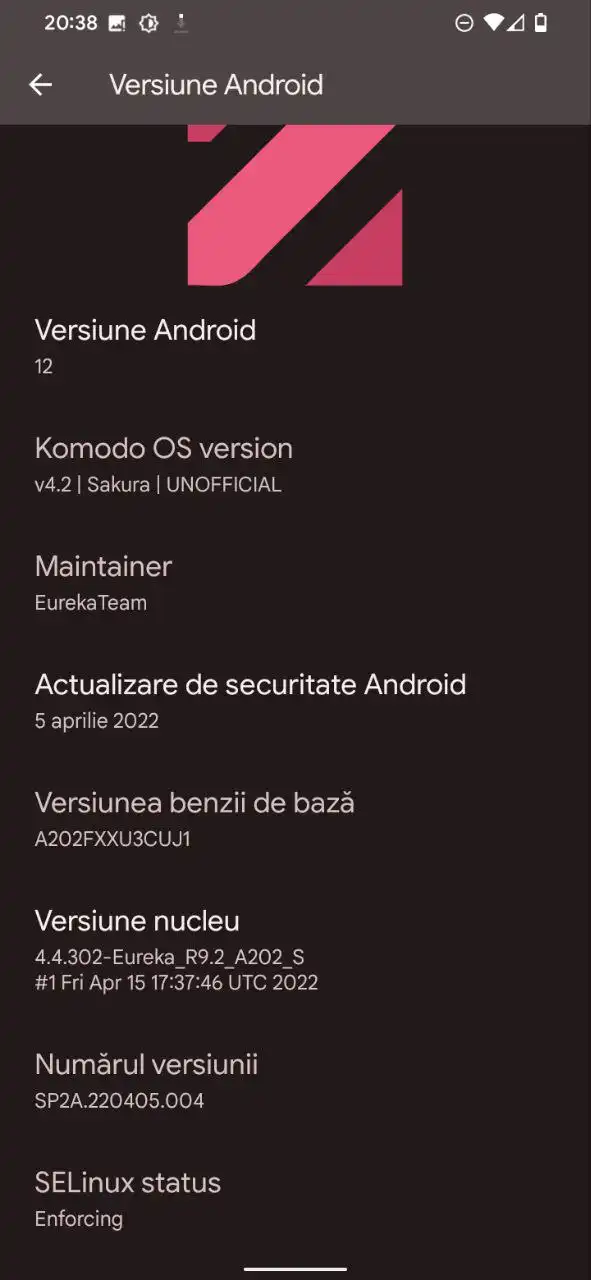 20:38
Versiune Android
Versiune Android
12
Komodo OS version
v4.2 | Sakura | UNOFFICIAL
Maintainer
EurekaTeam
Actualizare de securitate Android
5 aprilie 2022
Versiunea benzii de bază
A202FXXU3CUJ1
Versiune nucleu
4.4.302-Eureka_R9.2_A202_S
#1 Fri Apr 15 17:37:46 UTC 2022
Numărul versiunii
SP2A.220405.004
SELinux status
Enforcing